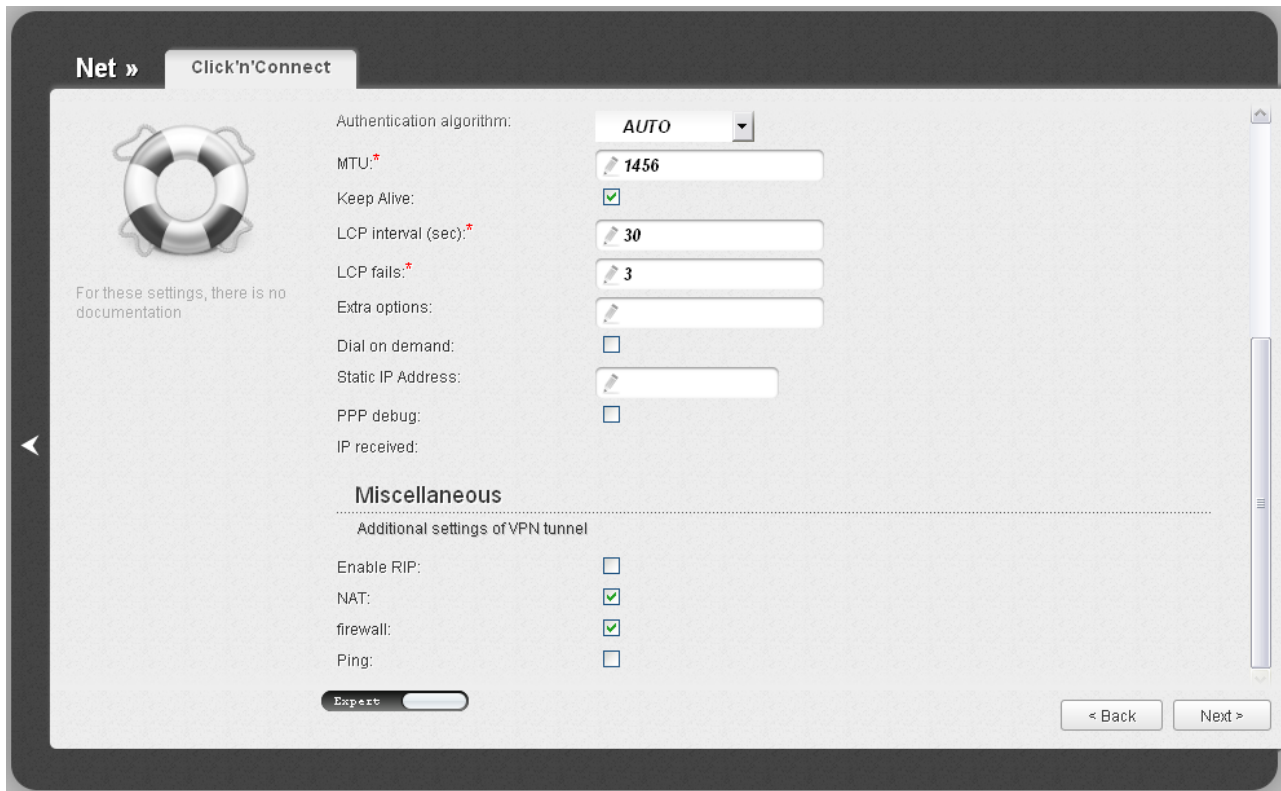 Net » Click'n'Connect
Authentication algorithm: AUTO
MTU:* 1456
Keep Alive:
LCP interval (sec):* 30
LCP fails:* 3
For these settings, there is no
documentation
Extra options:
Dial on demand:
Static IP Address:
PPP debug:
IP received:
Miscellaneous
Additional settings of VPN tunnel
Enable RIP:
NAT:
firewall:
Ping:
Expert
< Back Next >